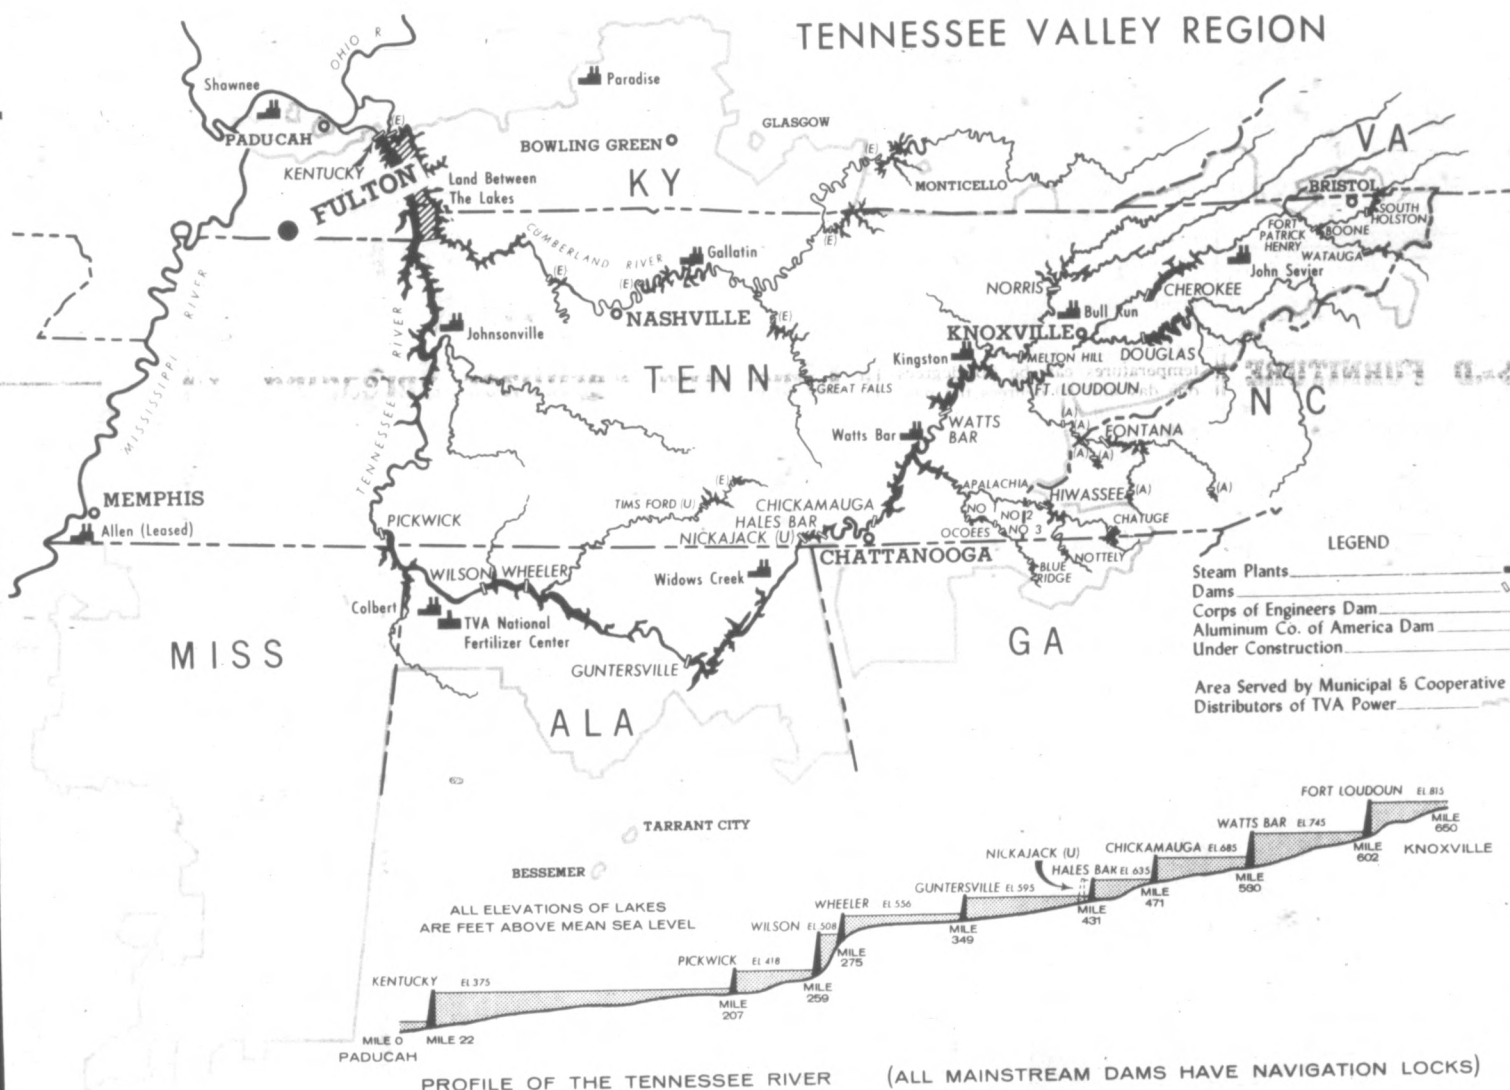 TENNESSEE VALLEY REGION
OHIO R
Shawnee
PADUCAH
Paradise
GLASGOW
BOWLING GREEN
VA
(E)
KENTUCKY
FULTON
Land Between
The Lakes
KY
(E)
MONTICELLO
BRISTOL
SOUTH
HOLSTON
FORT
PATRICK
HENRY
BOONE
WATAUGA
John Sevier
CUMBERLAND RIVER
(E)
(E)
Gallatin
(E)
NORRIS
CHEROKEE
MISSISSIPPI RIVER
NASHVILLE
(E)
Bull Run
KNOXVILLE
Johnsonville
Kingston
MELTON HILL
DOUGLAS
TENNESSEE RIVER
TENN
GREAT FALLS
FT. LOUDOUN
NC
Watts Bar
WATTS
BAR
(A)
(A)
FONTANA
(A)
(A)
MEMPHIS
Allen (Leased)
PICKWICK
TIMS FORD (U)
(E)
CHICKAMAUGA
HALES BAR
NICKAJACK (U)
APALACHIA
HIWASSEE
(A)
(A)
NO 1
NO 2
NO 3
OCOEES
CHATUGE
CHATTANOOGA
NOTTELY
BLUE
RIDGE
WILSON
WHEELER
Widows Creek
Colbert
TVA National
Fertilizer Center
GUNTERSVILLE
MISS
ALA
GA
LEGEND
Steam Plants
Dams
Corps of Engineers Dam
Aluminum Co. of America Dam
Under Construction
Area Served by Municipal & Cooperative
Distributors of TVA Power
TARRANT CITY
BESSEMER
ALL ELEVATIONS OF LAKES
ARE FEET ABOVE MEAN SEA LEVEL
KENTUCKY EL 375
PICKWICK EL 418
WILSON EL 508
WHEELER EL 556
GUNTERSVILLE EL 595
NICKAJACK (U)
HALES BAR EL 635
CHICKAMAUGA EL 685
WATTS BAR EL 745
FORT LOUDOUN EL 815
MILE 0
PADUCAH
MILE 22
MILE
207
MILE
259
MILE
275
MILE
349
MILE
431
MILE
471
MILE
580
MILE
602
MILE
650
KNOXVILLE
PROFILE OF THE TENNESSEE RIVER (ALL MAINSTREAM DAMS HAVE NAVIGATION LOCKS)